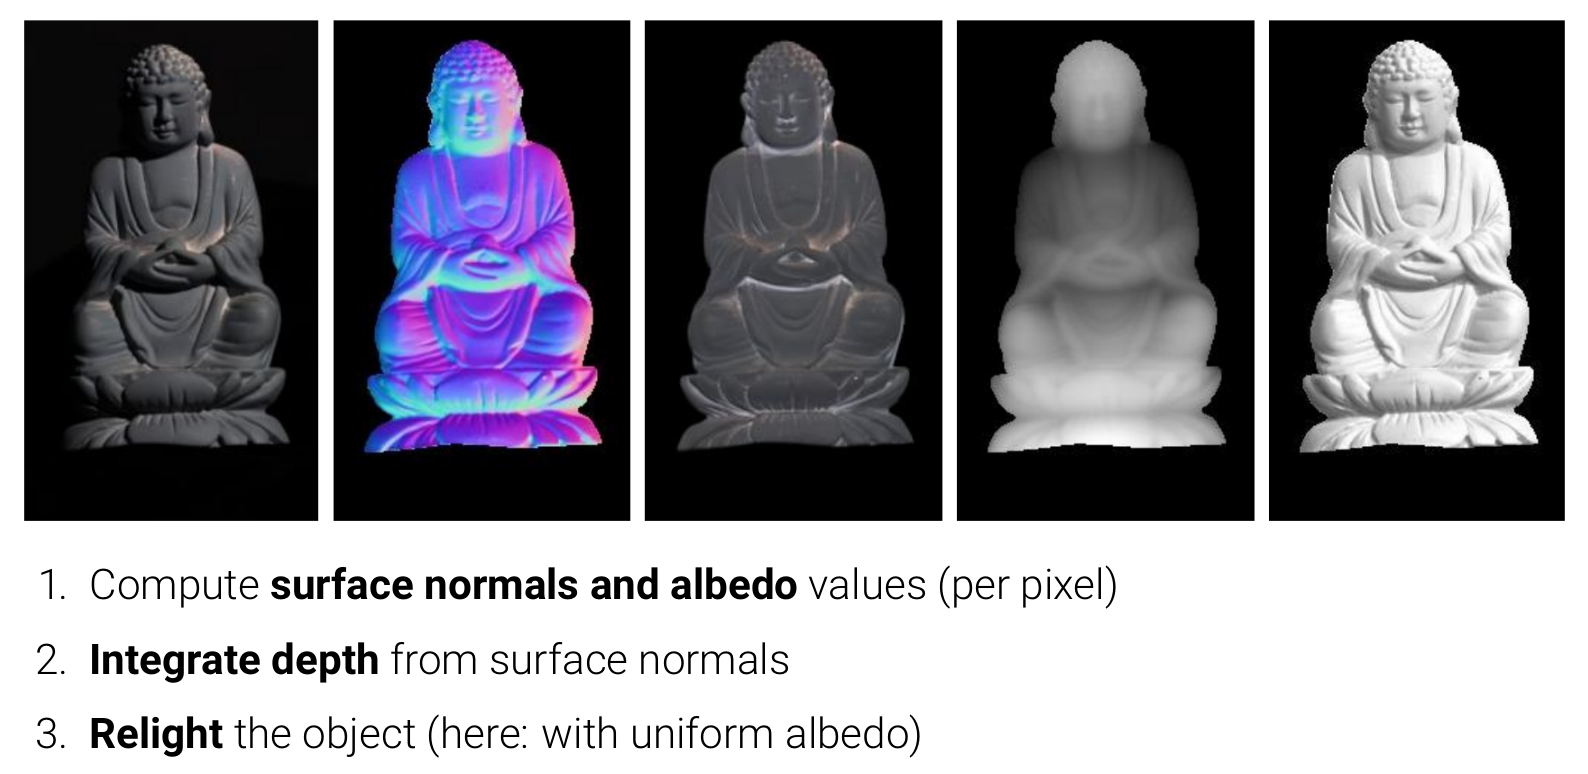 1. Compute surface normals and albedo values (per pixel)
2. Integrate depth from surface normals
3. Relight the object (here: with uniform albedo)